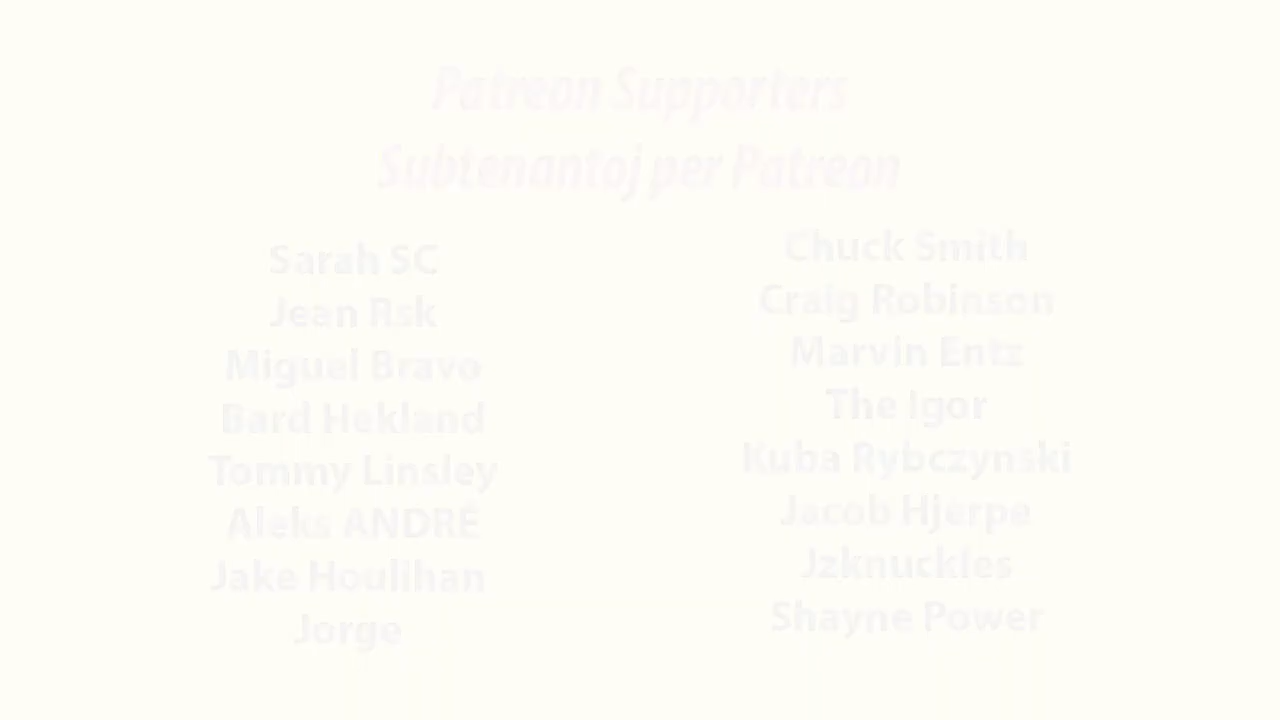 Patreon Supporters
Subtenantoj per Patreon
Sarah SC
Jean Rsk
Miguel Bravo
Bard Hekland
Tommy Linsley
Aleks ANDRÉ
Jake Houlihan
Jorge
Chuck Smith
Craig Robinson
Marvin Entz
The Igor
Kuba Rybczynski
Jacob Hjerpe
Jzknuckles
Shayne Power